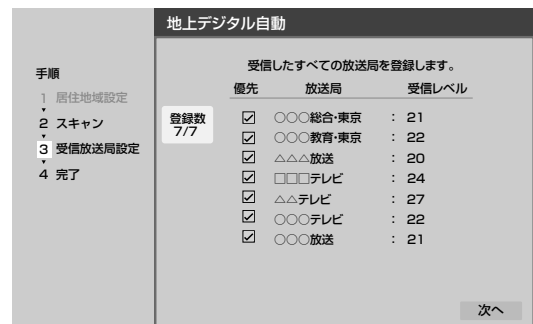 地上デジタル自動
手順
1 居住地域設定
2 スキャン
3 受信放送局設定
4 完了
受信したすべての放送局を登録します。
優先 放送局 受信レベル
登録数
7/7
○○○総合・東京 : 21
○○○教育・東京 : 22
△△△放送 : 20
□□□テレビ : 24
△△テレビ : 27
○○○テレビ : 22
○○○放送 : 21
次へ